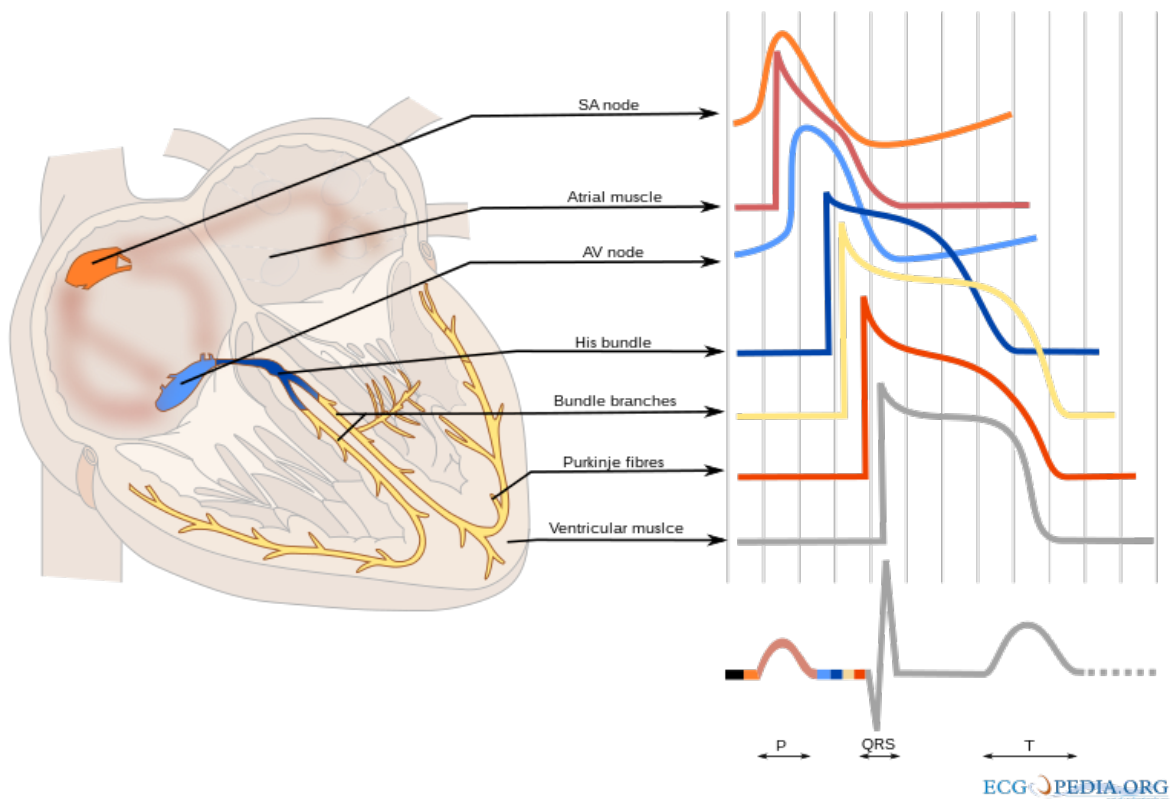 SA node
Atrial muscle
AV node
His bundle
Bundle branches
Purkinje fibres
Ventricular muslce
P
QRS
T
ECGPEDIA.ORG